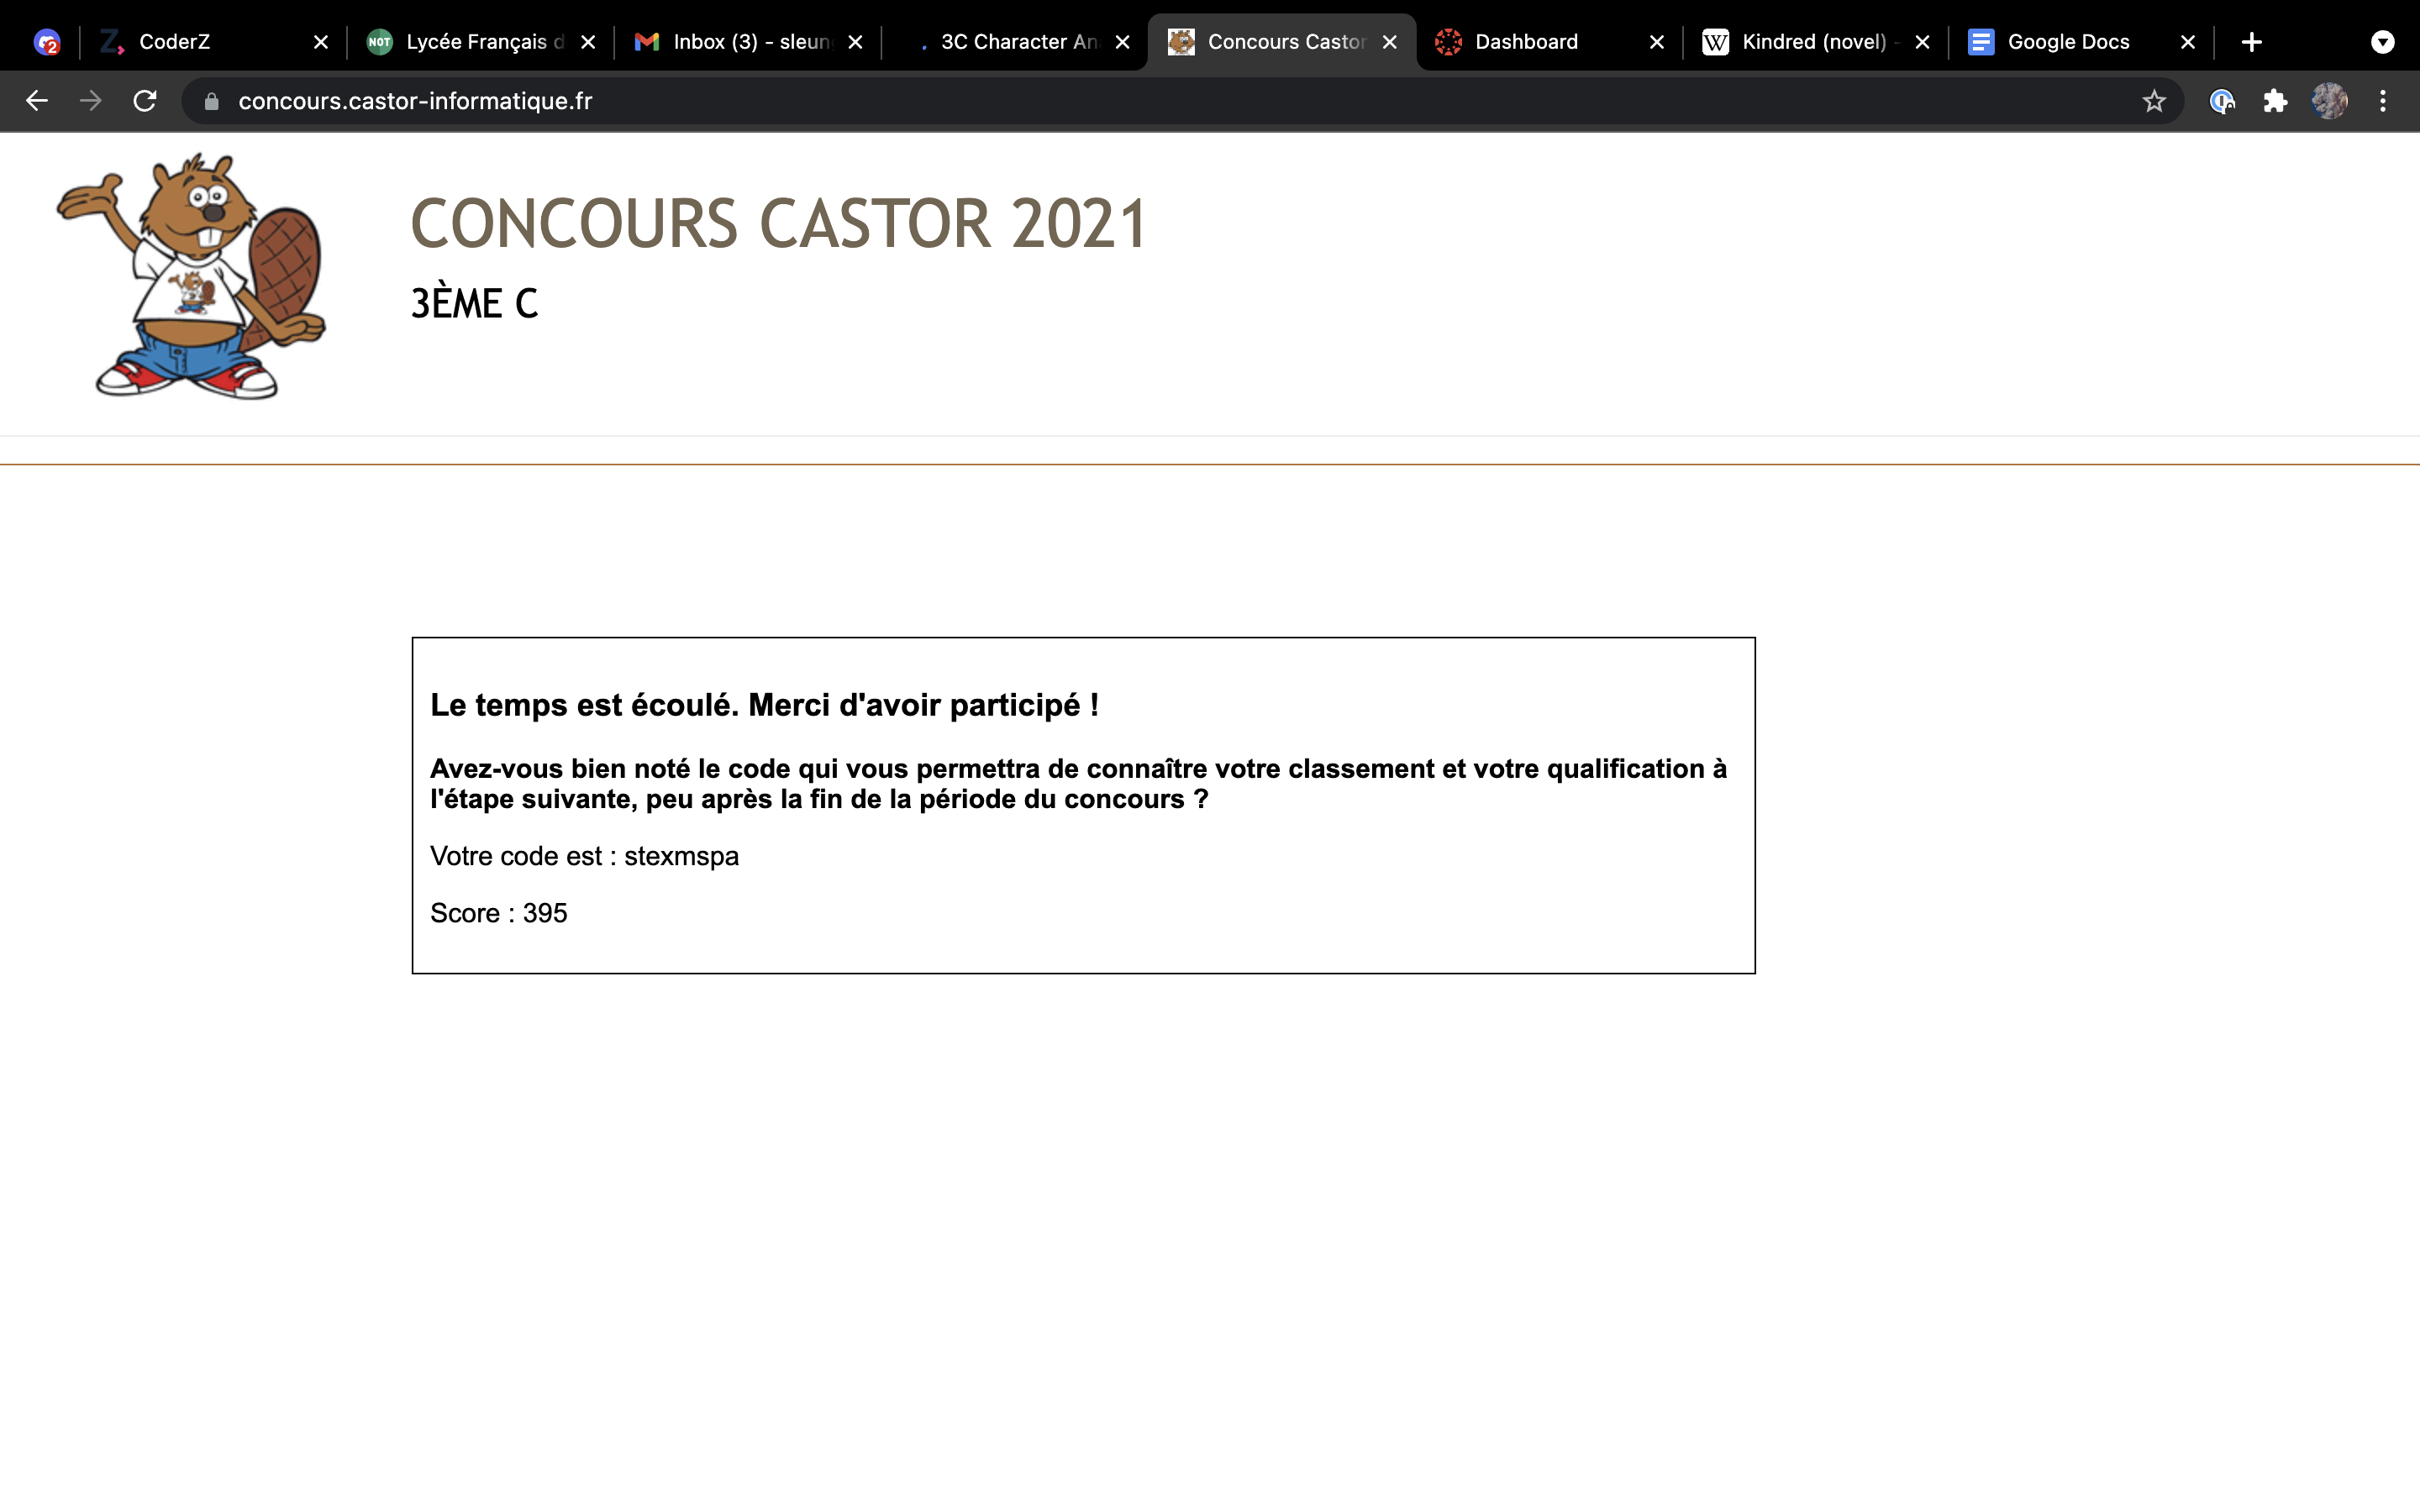 2 CoderZ Lycée Français d Inbox (3) - sleun 3C Character An Concours Castor Dashboard Kindred (novel) - Google Docs
NOT
concours.castor-informatique.fr
CONCOURS CASTOR 2021
3ÈME C
Le temps est écoulé. Merci d'avoir participé !
Avez-vous bien noté le code qui vous permettra de connaître votre classement et votre qualification à
l'étape suivante, peu après la fin de la période du concours ?
Votre code est : stexmspa
Score : 395